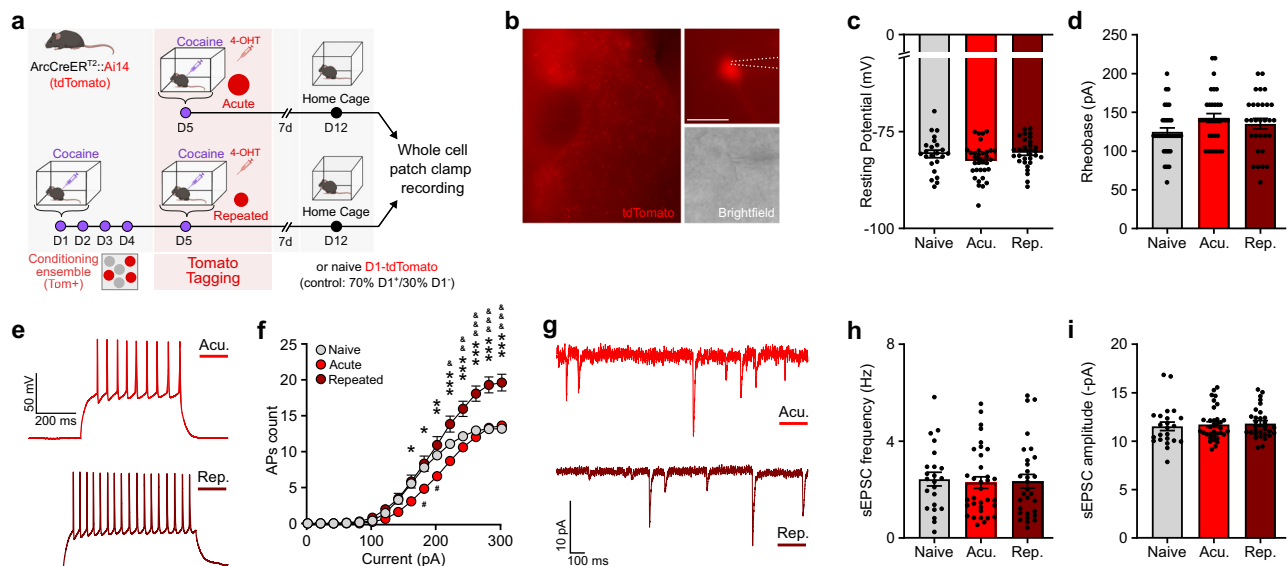 a
ArcCreERT2::Ai14
(tdTomato)
Cocaine
4-OHT
Acute
D5
7d
Home Cage
D12
Cocaine
D1
D2
D3
D4
Cocaine
4-OHT
Repeated
D5
7d
Home Cage
D12
Whole cell
patch clamp
recording
Conditioning
ensemble
(Tom+)
Tomato
Tagging
or naive D1-tdTomato
(control: 70% D1+/30% D1-)
b
tdTomato
Brightfield
c
Resting Potential (mV)
0
-75
-100
Naive
Acu.
Rep.
d
Rheobase (pA)
250
200
150
100
50
0
Naive
Acu.
Rep.
e
Acu.
50 mV
200 ms
Rep.
f
APs count
25
20
15
10
5
0
Naive
Acute
Repeated
*
*
**
***
&
***
&&
***
&&&
***
&&&
***
&&&
#
#
0
100
200
300
Current (pA)
g
Acu.
Rep.
10 pA
100 ms
h
sEPSC frequency (Hz)
8
4
0
Naive
Acu.
Rep.
i
sEPSC amplitude (-pA)
20
15
10
5
0
Naive
Acu.
Rep.